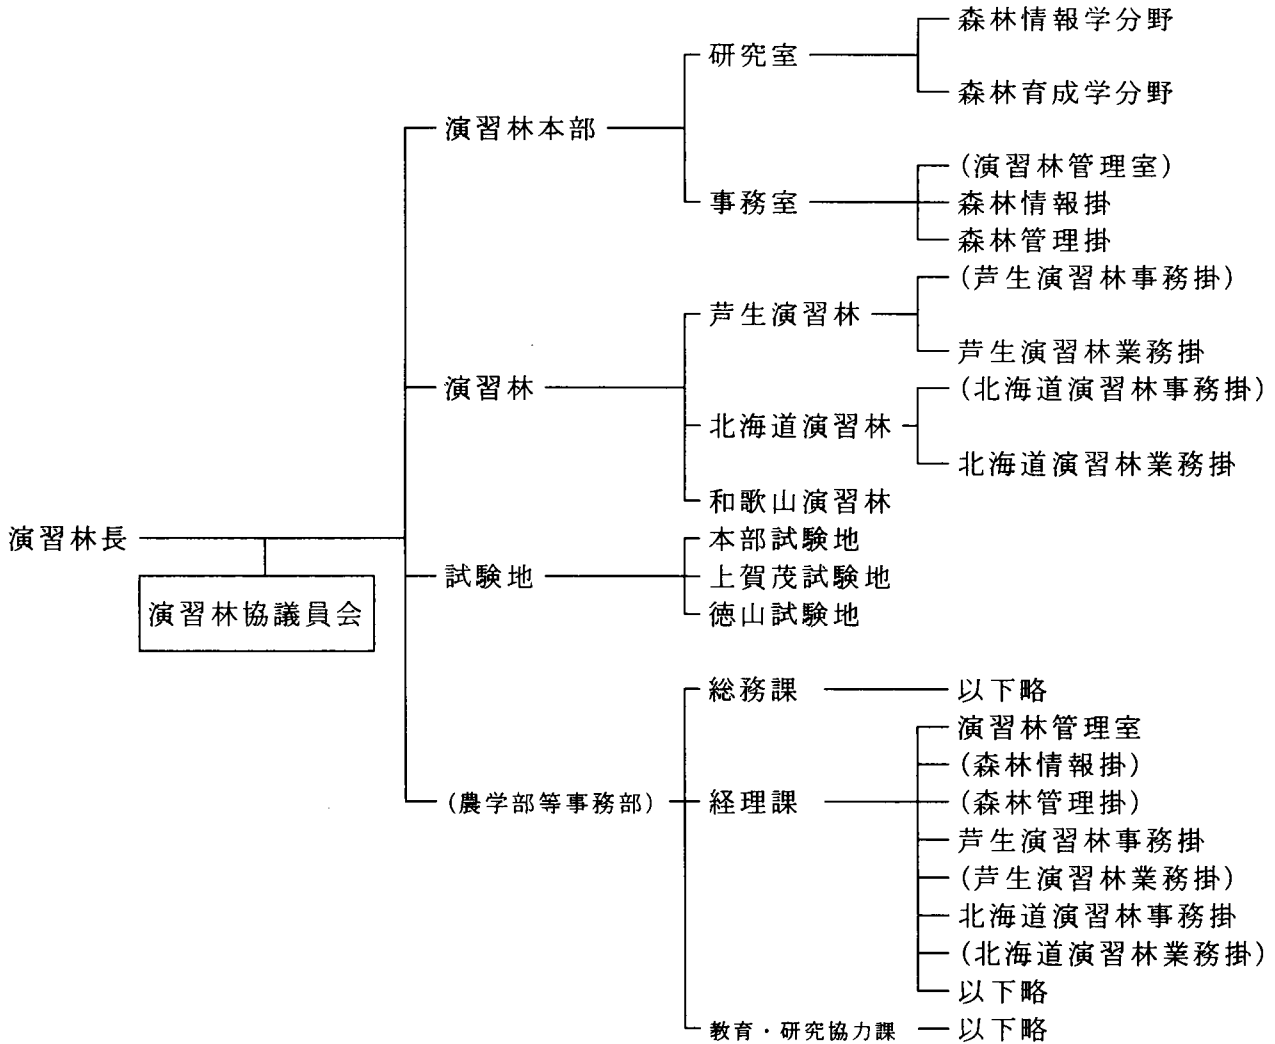 森林情報学分野
研究室
森林育成学分野
演習林本部
(演習林管理室)
事務室
森林情報掛
森林管理掛
(芦生演習林事務掛)
芦生演習林
芦生演習林業務掛
演習林
(北海道演習林事務掛)
北海道演習林
北海道演習林業務掛
和歌山演習林
演習林長
本部試験地
試験地
上賀茂試験地
演習林協議員会
徳山試験地
総務課
以下略
演習林管理室
(森林情報掛)
(農学部等事務部)
経理課
(森林管理掛)
芦生演習林事務掛
(芦生演習林業務掛)
北海道演習林事務掛
(北海道演習林業務掛)
以下略
教育・研究協力課
以下略